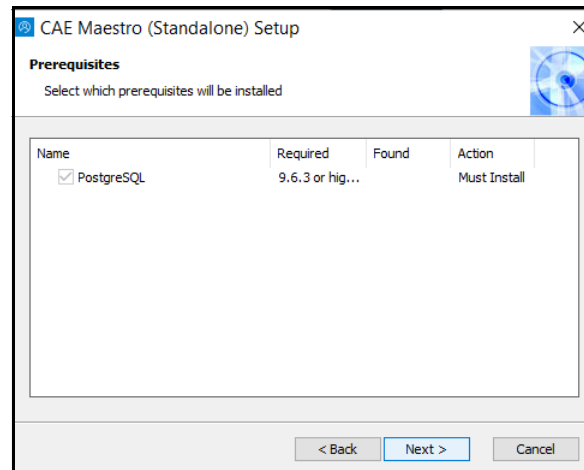 CAE Maestro (Standalone) Setup
Prerequisites
Select which prerequisites will be installed
Name Required Found Action
PostgreSQL 9.6.3 or hig... Must Install
< Back Next > Cancel